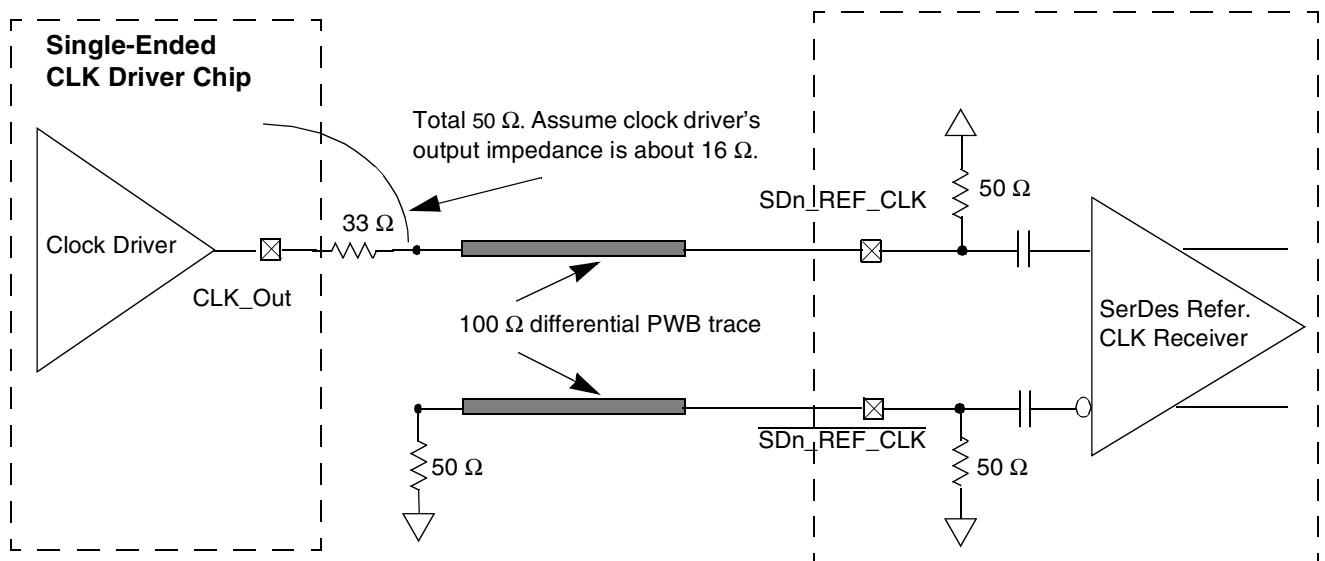 Single-Ended
CLK Driver Chip
Total 50 Ω. Assume clock driver's
output impedance is about 16 Ω.
SDn_REF_CLK
50 Ω
33 Ω
Clock Driver
CLK_Out
100 Ω differential PWB trace
SerDes Refer.
CLK Receiver
SDn_REF_CLK
50 Ω
50 Ω